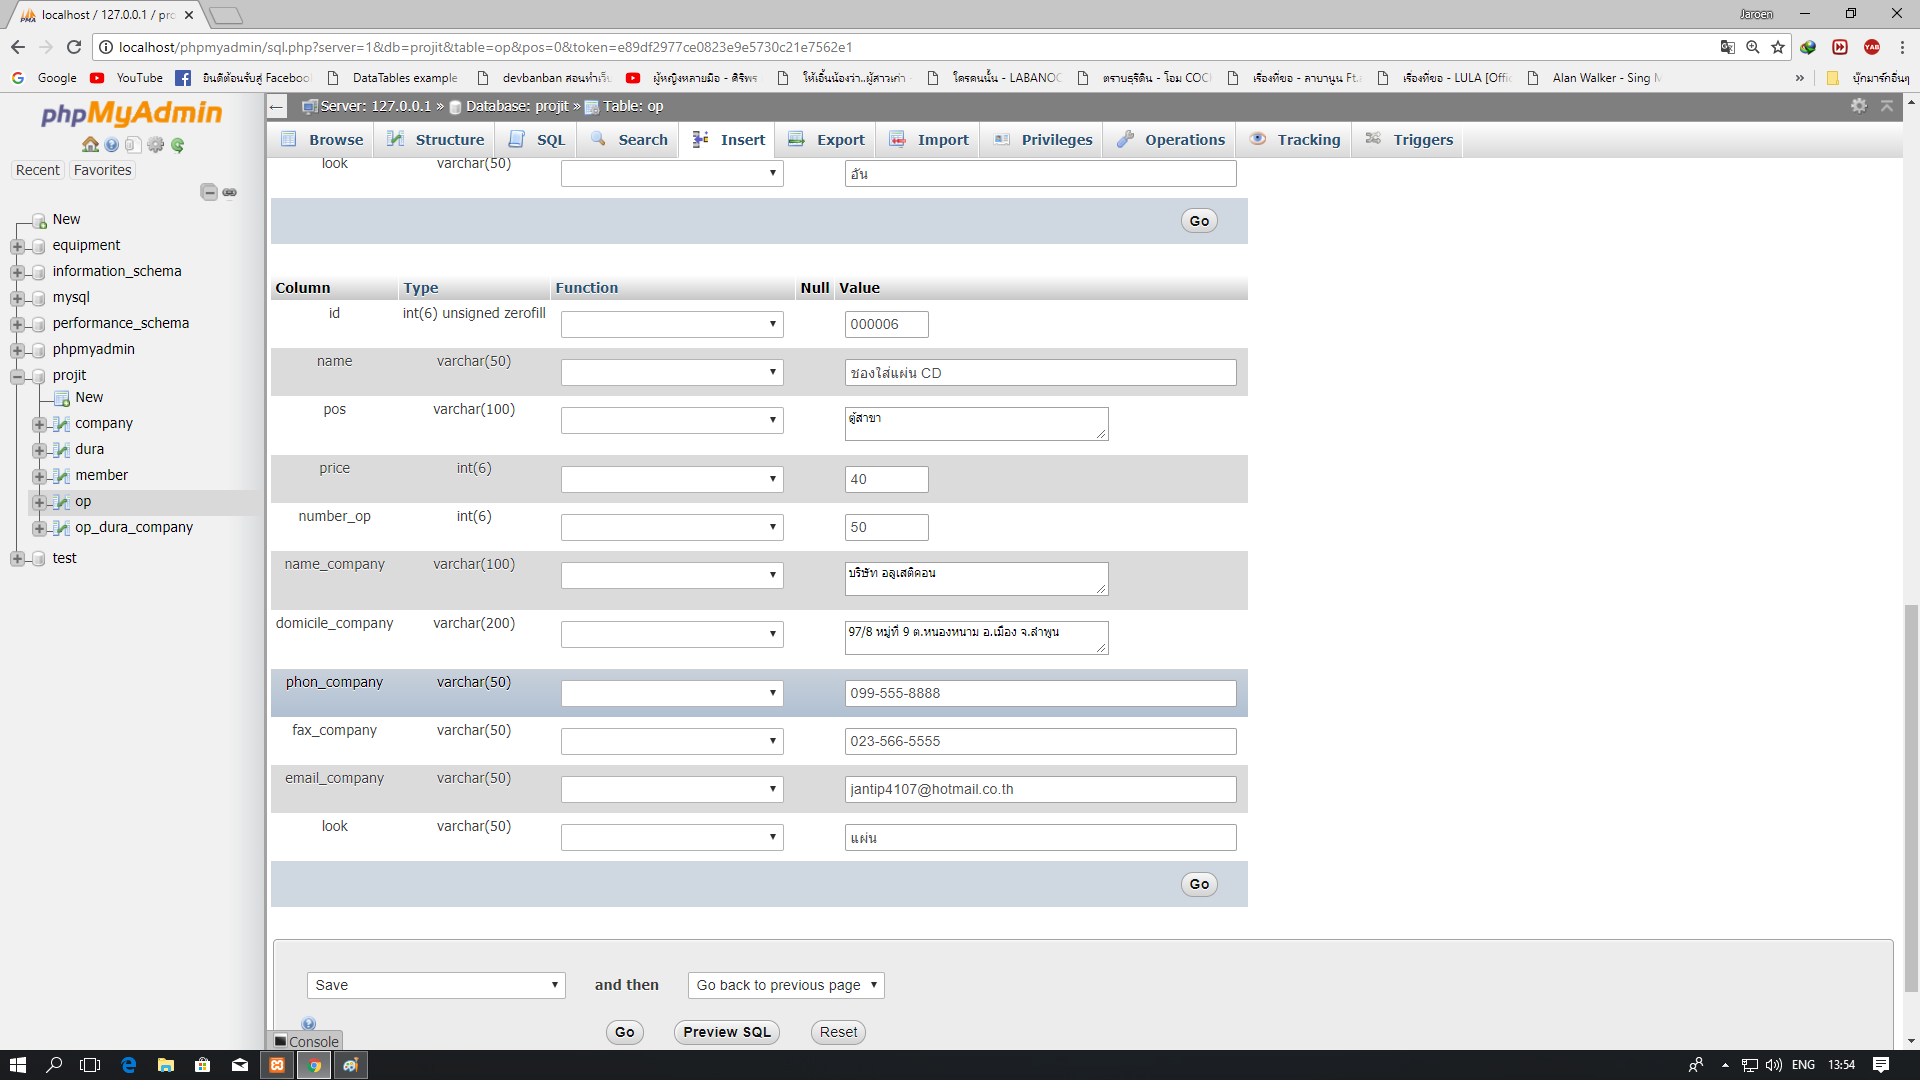 localhost / 127.0.0.1 / pro
Jaroen
localhost/phpmyadmin/sql.php?server=1&db=projit&table=op&pos=0&token=e89df2977ce0823e9e5730c21e7562e1
Google YouTube ยินดีต้อนรับสู่ Faceboo DataTables example devbanban สอนทำเว็บ ผู้หญิงหลายมือ - ศิริพร ให้เอิ้นน้องว่า..ผู้สาวเก่า - ใครคนนั้น - LABANOO ตราบธุรีดิน - โอม COC เรื่องที่ขอ - ลาบานูน Ft. เรื่องที่ขอ - LULA [Offic Alan Walker - Sing M » บุ๊กมาร์กอื่นๆ
phpMyAdmin
Recent Favorites
New
equipment
information_schema
mysql
performance_schema
phpmyadmin
projit
New
company
dura
member
op
op_dura_company
test
Server: 127.0.0.1 » Database: projit » Table: op
Browse Structure SQL Search Insert Export Import Privileges Operations Tracking Triggers
look varchar(50) อัน
Go
Column Type Function Null Value
id int(6) unsigned zerofill 000006
name varchar(50) ซองใส่แผ่น CD
pos varchar(100) ตู้สาขา
price int(6) 40
number_op int(6) 50
name_company varchar(100) บริษัท อลูเสติคอน
domicile_company varchar(200) 97/8 หมู่ที่ 9 ต.หนองหนาม อ.เมือง จ.ลำพูน
phon_company varchar(50) 099-555-8888
fax_company varchar(50) 023-566-5555
email_company varchar(50) jantip4107@hotmail.co.th
look varchar(50) แผ่น
Go
Save and then Go back to previous page
Go Preview SQL Reset
Console
ENG 13:54